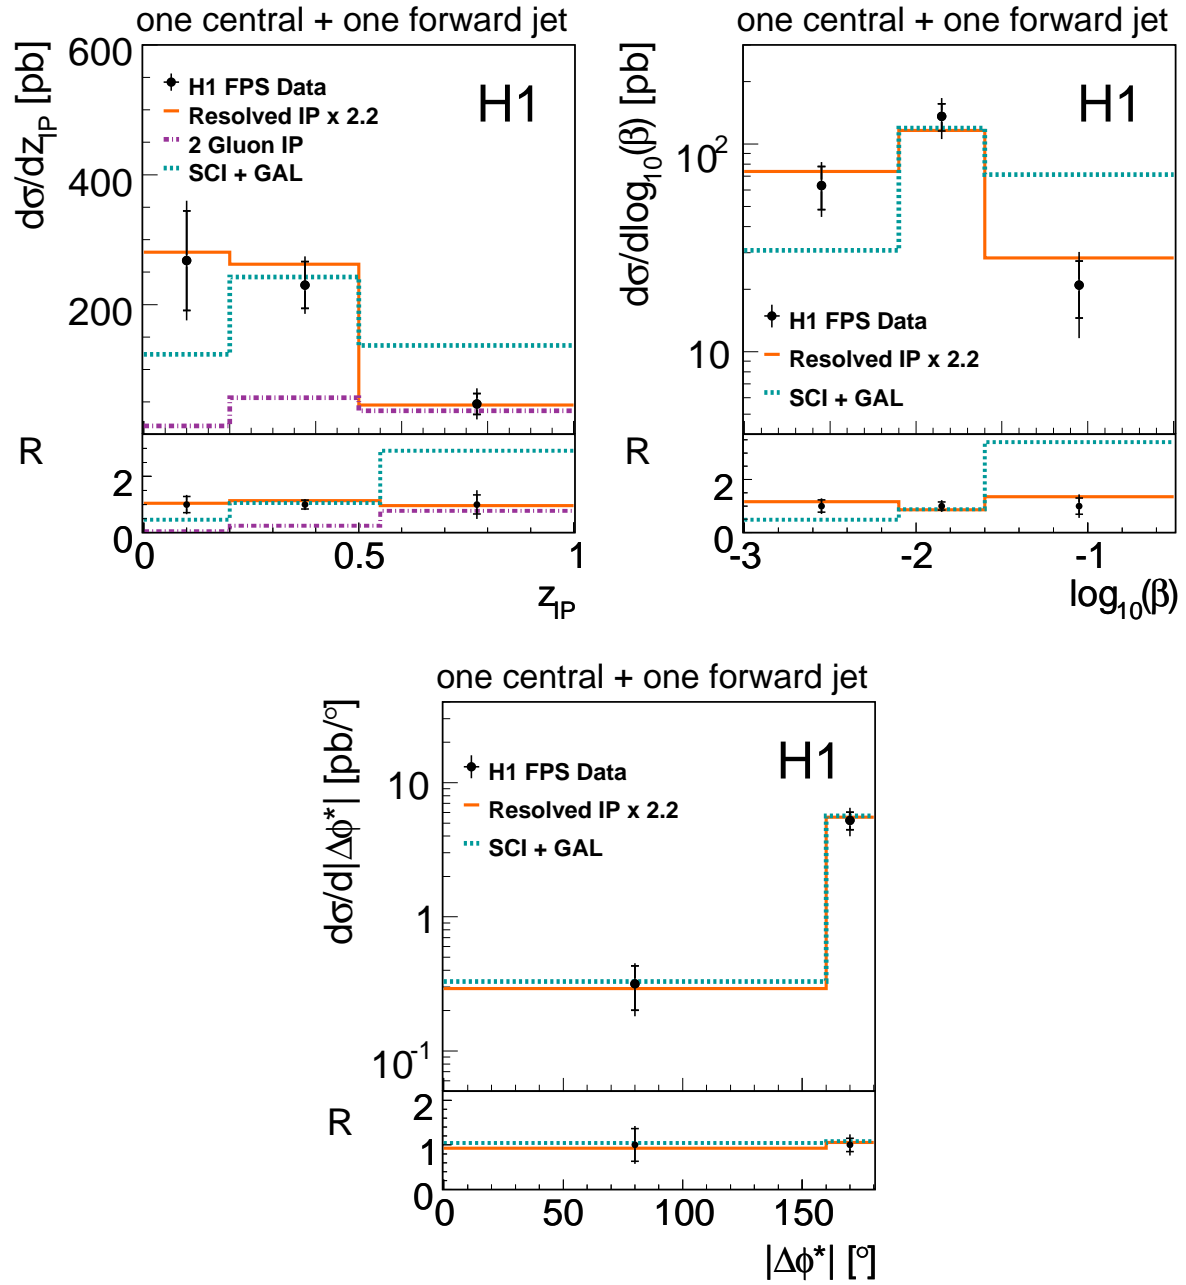 one central + one forward jet
dσ/dz_IP [pb]
600
400
200
H1
H1 FPS Data
Resolved IP x 2.2
2 Gluon IP
SCI + GAL
R
2
0
0 0.5 1
z_IP
one central + one forward jet
dσ/dlog₁₀(β) [pb]
10²
10
H1
H1 FPS Data
Resolved IP x 2.2
SCI + GAL
R
2
0
-3 -2 -1
log₁₀(β)
one central + one forward jet
dσ/d|Δϕ*| [pb/°]
10
1
10⁻¹
H1
H1 FPS Data
Resolved IP x 2.2
SCI + GAL
R
2
1
0
0 50 100 150
|Δϕ*| [°]